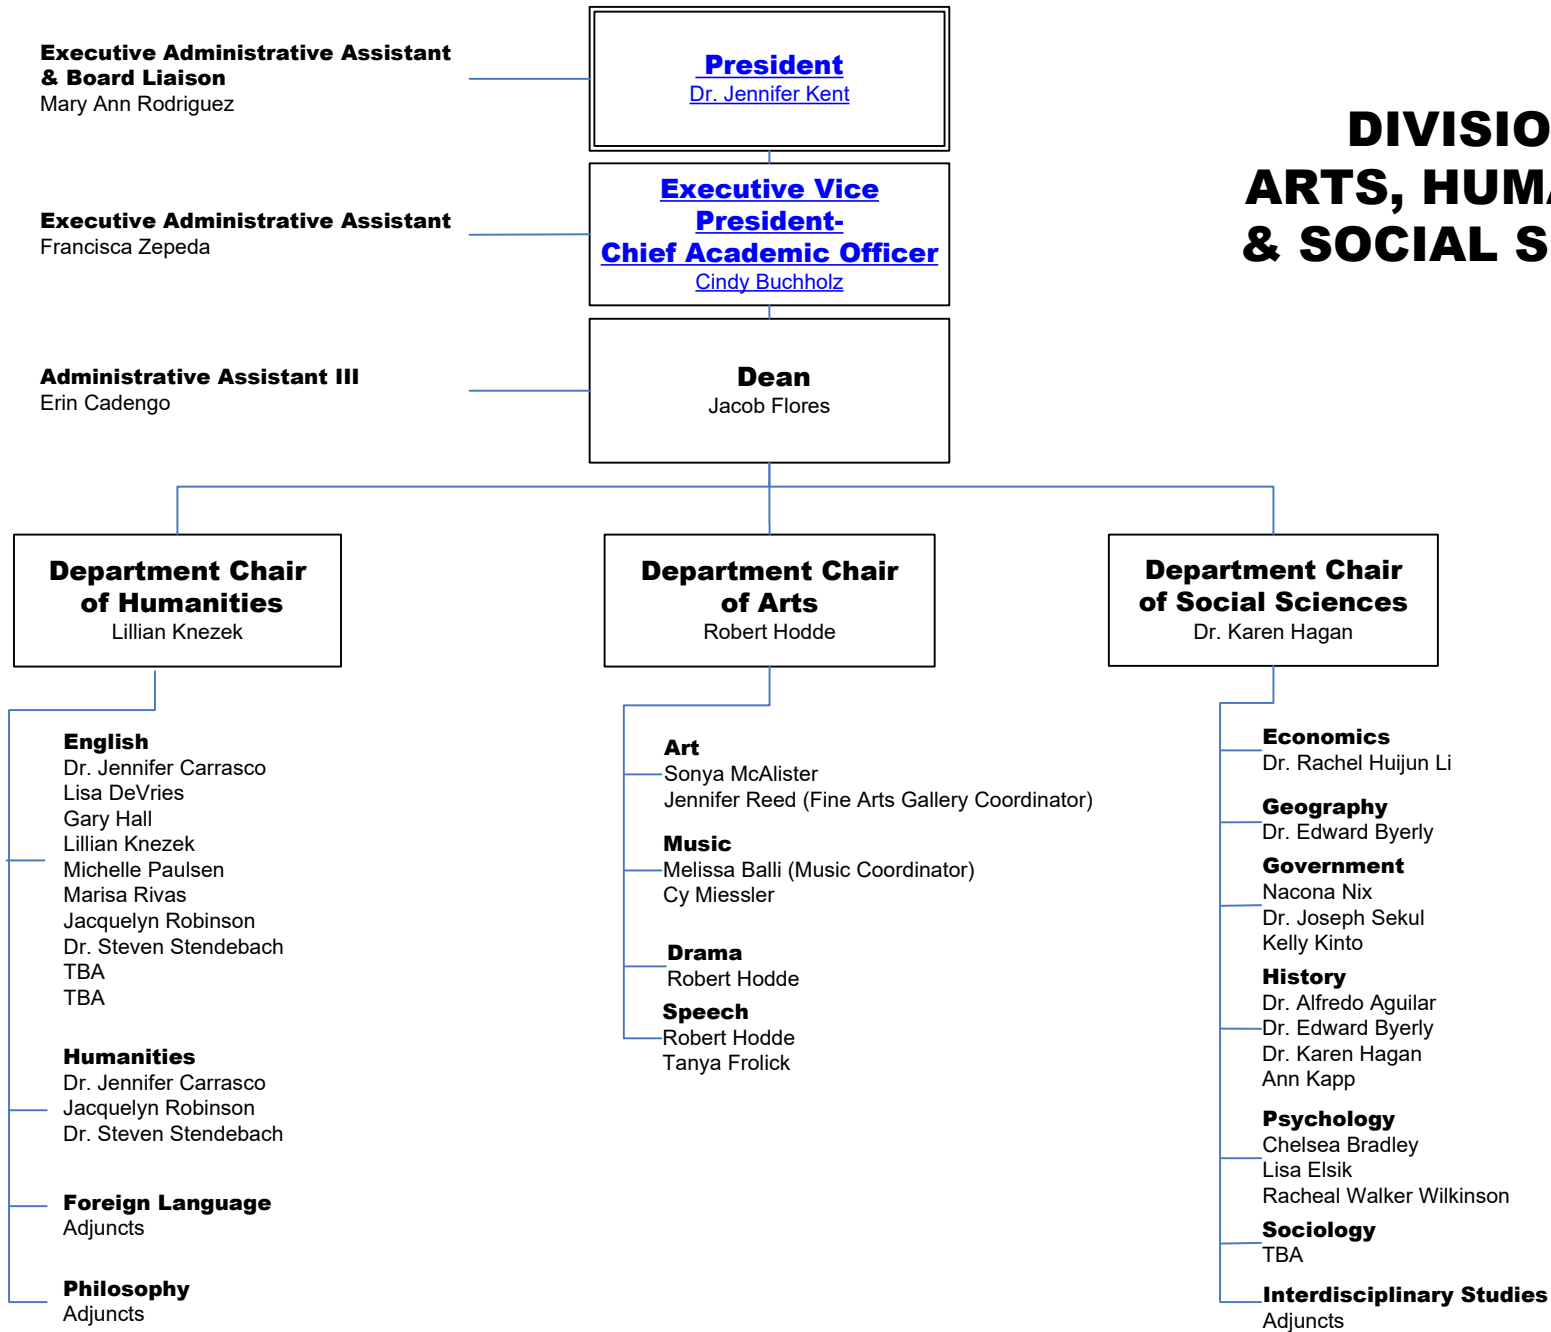 Executive Administrative Assistant
& Board Liaison
Mary Ann Rodriguez
President
Dr. Jennifer Kent
DIVISIO
ARTS, HUMA
& SOCIAL S
Executive Administrative Assistant
Francisca Zepeda
Executive Vice
President-
Chief Academic Officer
Cindy Buchholz
Administrative Assistant III
Erin Cadengo
Dean
Jacob Flores
Department Chair
of Humanities
Lillian Knezek
Department Chair
of Arts
Robert Hodde
Department Chair
of Social Sciences
Dr. Karen Hagan
English
Dr. Jennifer Carrasco
Lisa DeVries
Gary Hall
Lillian Knezek
Michelle Paulsen
Marisa Rivas
Jacquelyn Robinson
Dr. Steven Stendebach
TBA
TBA
Humanities
Dr. Jennifer Carrasco
Jacquelyn Robinson
Dr. Steven Stendebach
Foreign Language
Adjuncts
Philosophy
Adjuncts
Art
Sonya McAlister
Jennifer Reed (Fine Arts Gallery Coordinator)
Music
Melissa Balli (Music Coordinator)
Cy Miessler
Drama
Robert Hodde
Speech
Robert Hodde
Tanya Frolick
Economics
Dr. Rachel Huijun Li
Geography
Dr. Edward Byerly
Government
Nacona Nix
Dr. Joseph Sekul
Kelly Kinto
History
Dr. Alfredo Aguilar
Dr. Edward Byerly
Dr. Karen Hagan
Ann Kapp
Psychology
Chelsea Bradley
Lisa Elsik
Racheal Walker Wilkinson
Sociology
TBA
Interdisciplinary Studies
Adjuncts